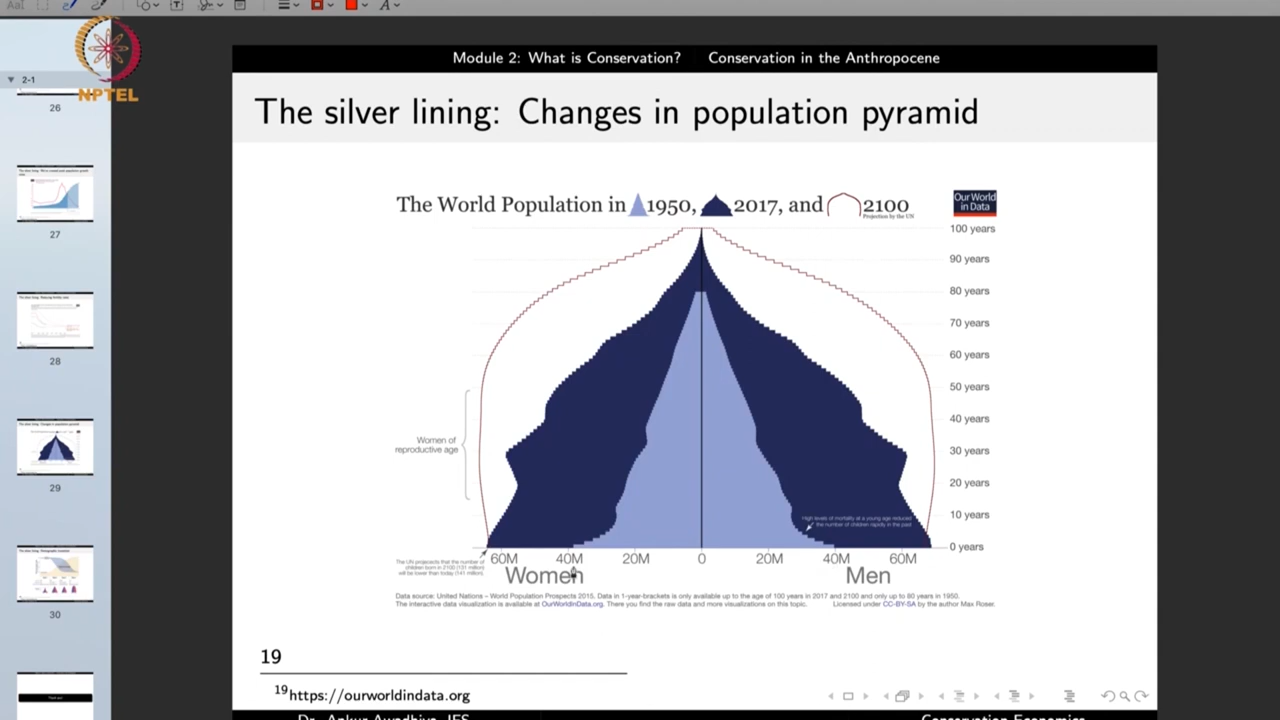 NPTEL
2-1
26
27
28
29
30
Module 2: What is Conservation? Conservation in the Anthropocene
The silver lining: Changes in population pyramid
The World Population in 1950, 2017, and 2100
Projection by the UN
Our World
in Data
100 years
90 years
80 years
70 years
60 years
50 years
40 years
30 years
20 years
10 years
0 years
Women of
reproductive age
High levels of mortality at a young age reduced
the number of children rapidly in the past
The UN projects that the number of
children born in 2100 (131 million)
will be lower than today (141 million).
60M 40M 20M 0 20M 40M 60M
Women Men
Data source: United Nations – World Population Prospects 2015. Data in 1-year-brackets is only available up to the age of 100 years in 2017 and 2100 and only up to 80 years in 1950.
The interactive data visualization is available at OurWorldinData.org. There you find the raw data and more visualizations on this topic. Licensed under CC-BY-SA by the author Max Roser.
19
19https://ourworldindata.org
Dr. Ankur Awadhiya, IFS Conservation Economics